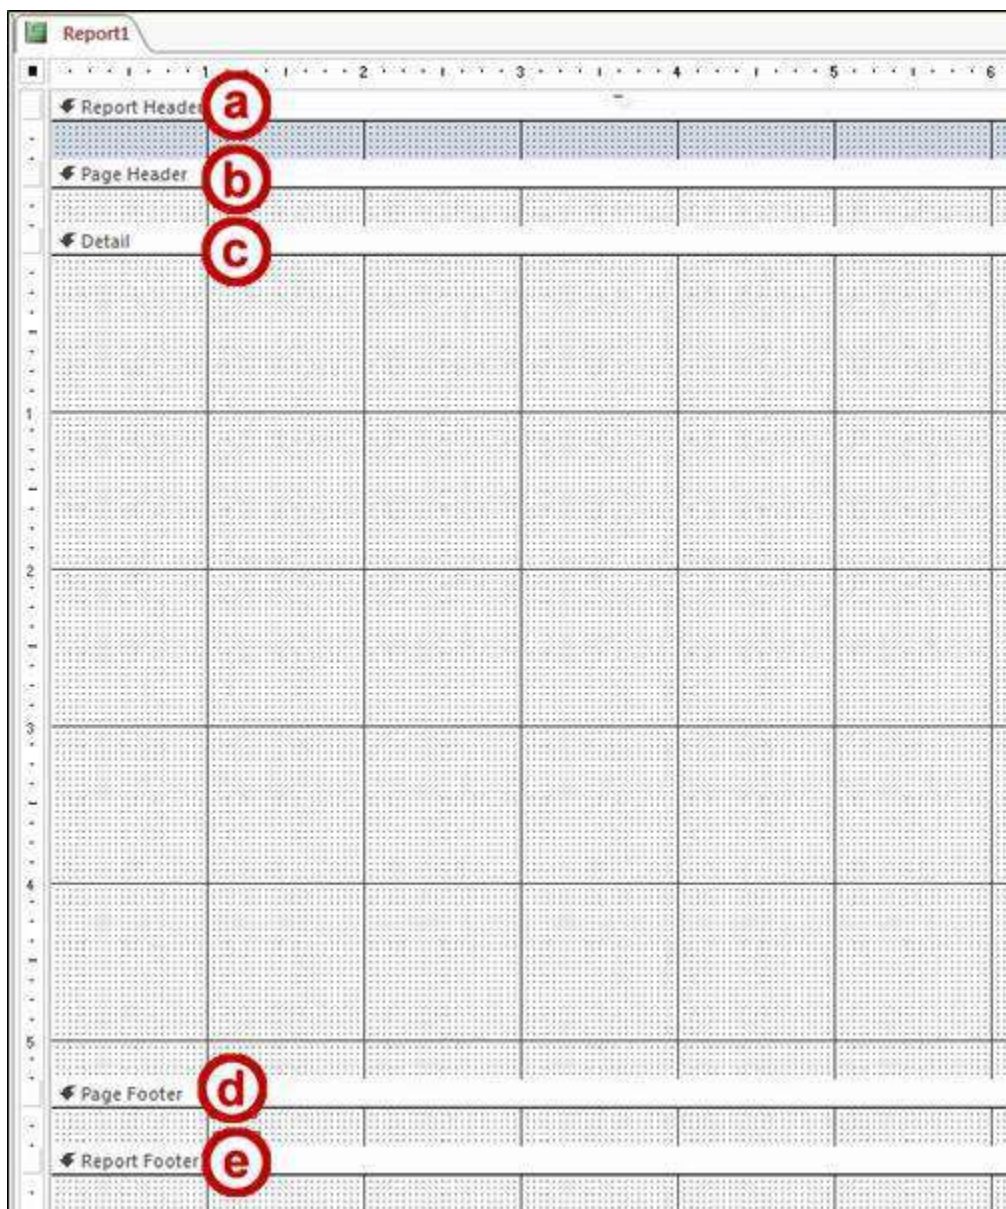 Report1
1 2 3 4 5 6
Report Header a
Page Header b
Detail c
1
2
3
4
5
Page Footer d
Report Footer e